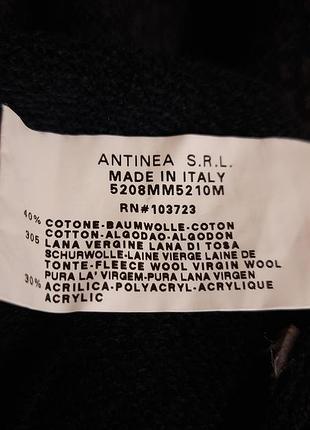 ANTINEA S.R.L.
MADE IN ITALY
5208MM5210M
RN#103723
40% COTONE-BAUMWOLLE-COTON
305 COTTON-ALGODAO-ALGODON
LANA VERGINE LANA DI TOSA
SCHURWOLLE-LAINE VIERGE LAINE DE
TONTE-FLEECE WOOL VIRGIN WOOL
PURA LA'VIRGEM-PURA LANA VIRGEN
30% ACRILICA-POLYACRYL-ACRYLIQUE
ACRYLIC